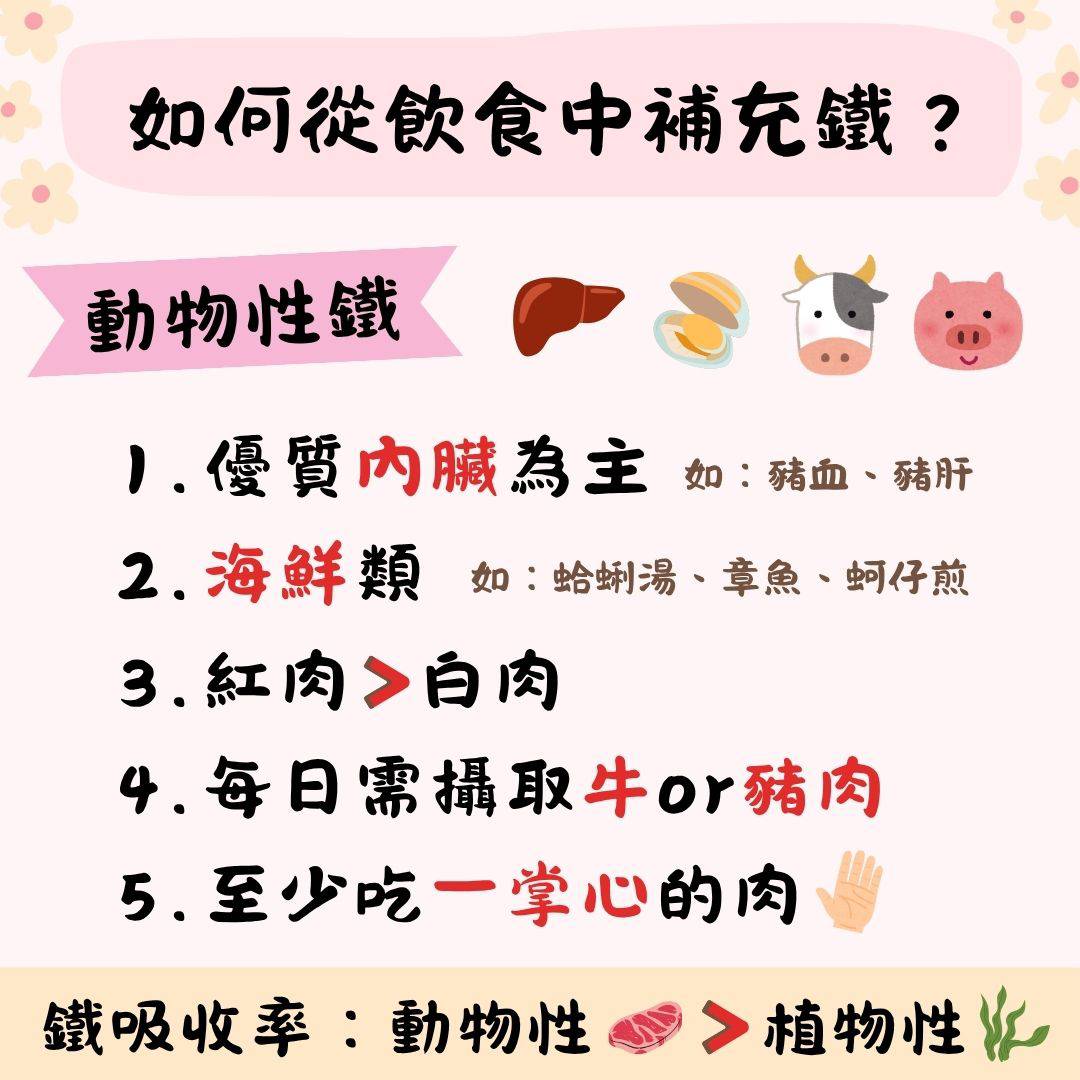 如何從飲食中補充鐵？
動物性鐵
1.優質內臟為主 如：豬血、豬肝
2.海鮮類 如：蛤蜊湯、章魚、蚵仔煎
3.紅肉>白肉
4.每日需攝取牛or豬肉
5.至少吃一掌心的肉
鐵吸收率：動物性>植物性